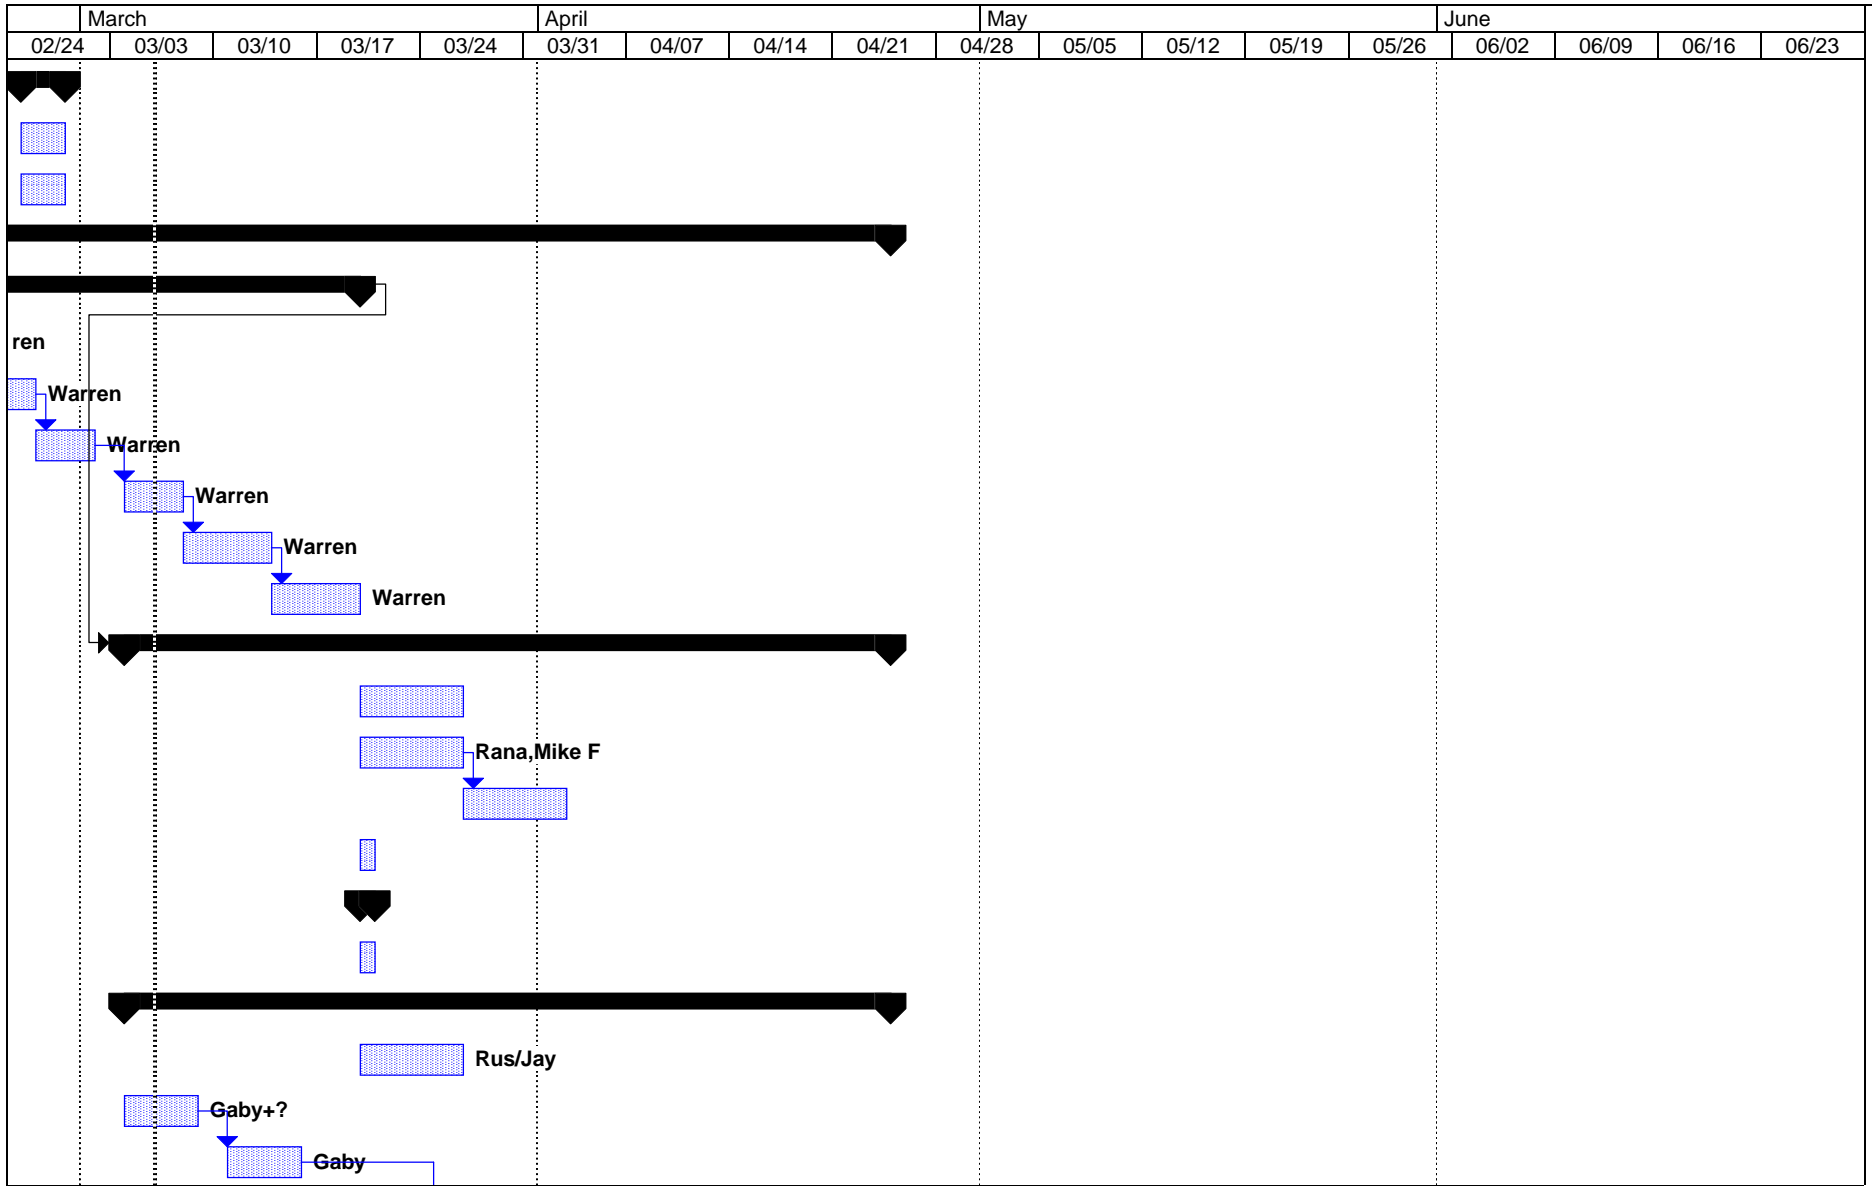 March April May June
02/24 03/03 03/10 03/17 03/24 03/31 04/07 04/14 04/21 04/28 05/05 05/12 05/19 05/26 06/02 06/09 06/16 06/23
ren
Warren
Warren
Warren
Warren
Warren
Rana,Mike F
Rus/Jay
Gaby+?
Gaby